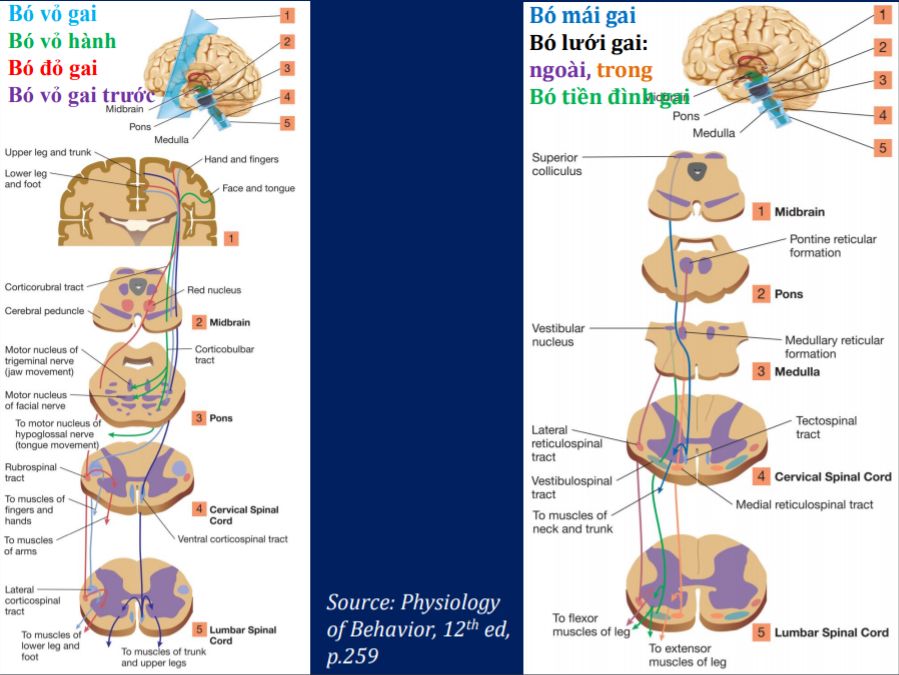 Bó vỏ gai
Bó vỏ hành
Bó đỏ gai
Bó vỏ gai trước
1
2
3
4
5
Midbrain
Pons
Medulla
Upper leg and trunk
Lower leg
and foot
Hand and fingers
Face and tongue
1
Corticorubral tract
Red nucleus
Cerebral peduncle
2 Midbrain
Motor nucleus of
trigeminal nerve
(jaw movement)
Corticobulbar
tract
Motor nucleus
of facial nerve
3 Pons
To motor nucleus of
hypoglossal nerve
(tongue movement)
Rubrospinal
tract
To muscles of
fingers and
hands
4 Cervical Spinal
Cord
To muscles
of arms
Ventral corticospinal tract
Lateral
corticospinal
tract
5 Lumbar Spinal
Cord
To muscles of
lower leg and
foot
To muscles of trunk
and upper legs
Source: Physiology
of Behavior, 12th ed,
p.259
Bó mái gai
Bó lưới gai:
ngoài, trong
Bó tiền đình gai
1
2
3
4
5
Midbrain
Pons
Medulla
Superior
colliculus
1 Midbrain
Pontine reticular
formation
2 Pons
Vestibular
nucleus
Medullary reticular
formation
3 Medulla
Lateral
reticulospinal
tract
Tectospinal
tract
Vestibulospinal
tract
4 Cervical Spinal Cord
Medial reticulospinal tract
To muscles of
neck and trunk
To flexor
muscles of leg
5 Lumbar Spinal Cord
To extensor
muscles of leg